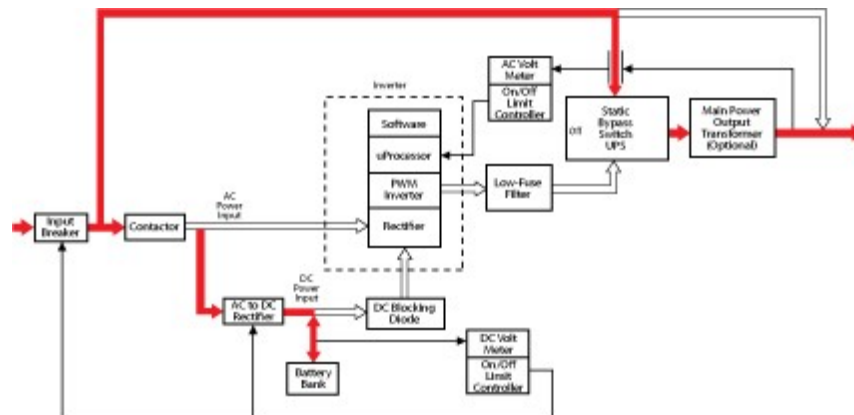 Inverter
AC Volt
Meter
On/Off
Limit
Controller
Software
uProcessor
PWM
Inverter
Rectifier
Static
Bypass
Switch
UPS
Main Power
Output
Transformer
(Optional)
Low-Fuse
Filter
AC
Power
Input
Input
Breaker
Contactor
DC
Power
Input
AC to DC
Rectifier
DC Blocking
Diode
Battery
Bank
DC Volt
Meter
On/Off
Limit
Controller